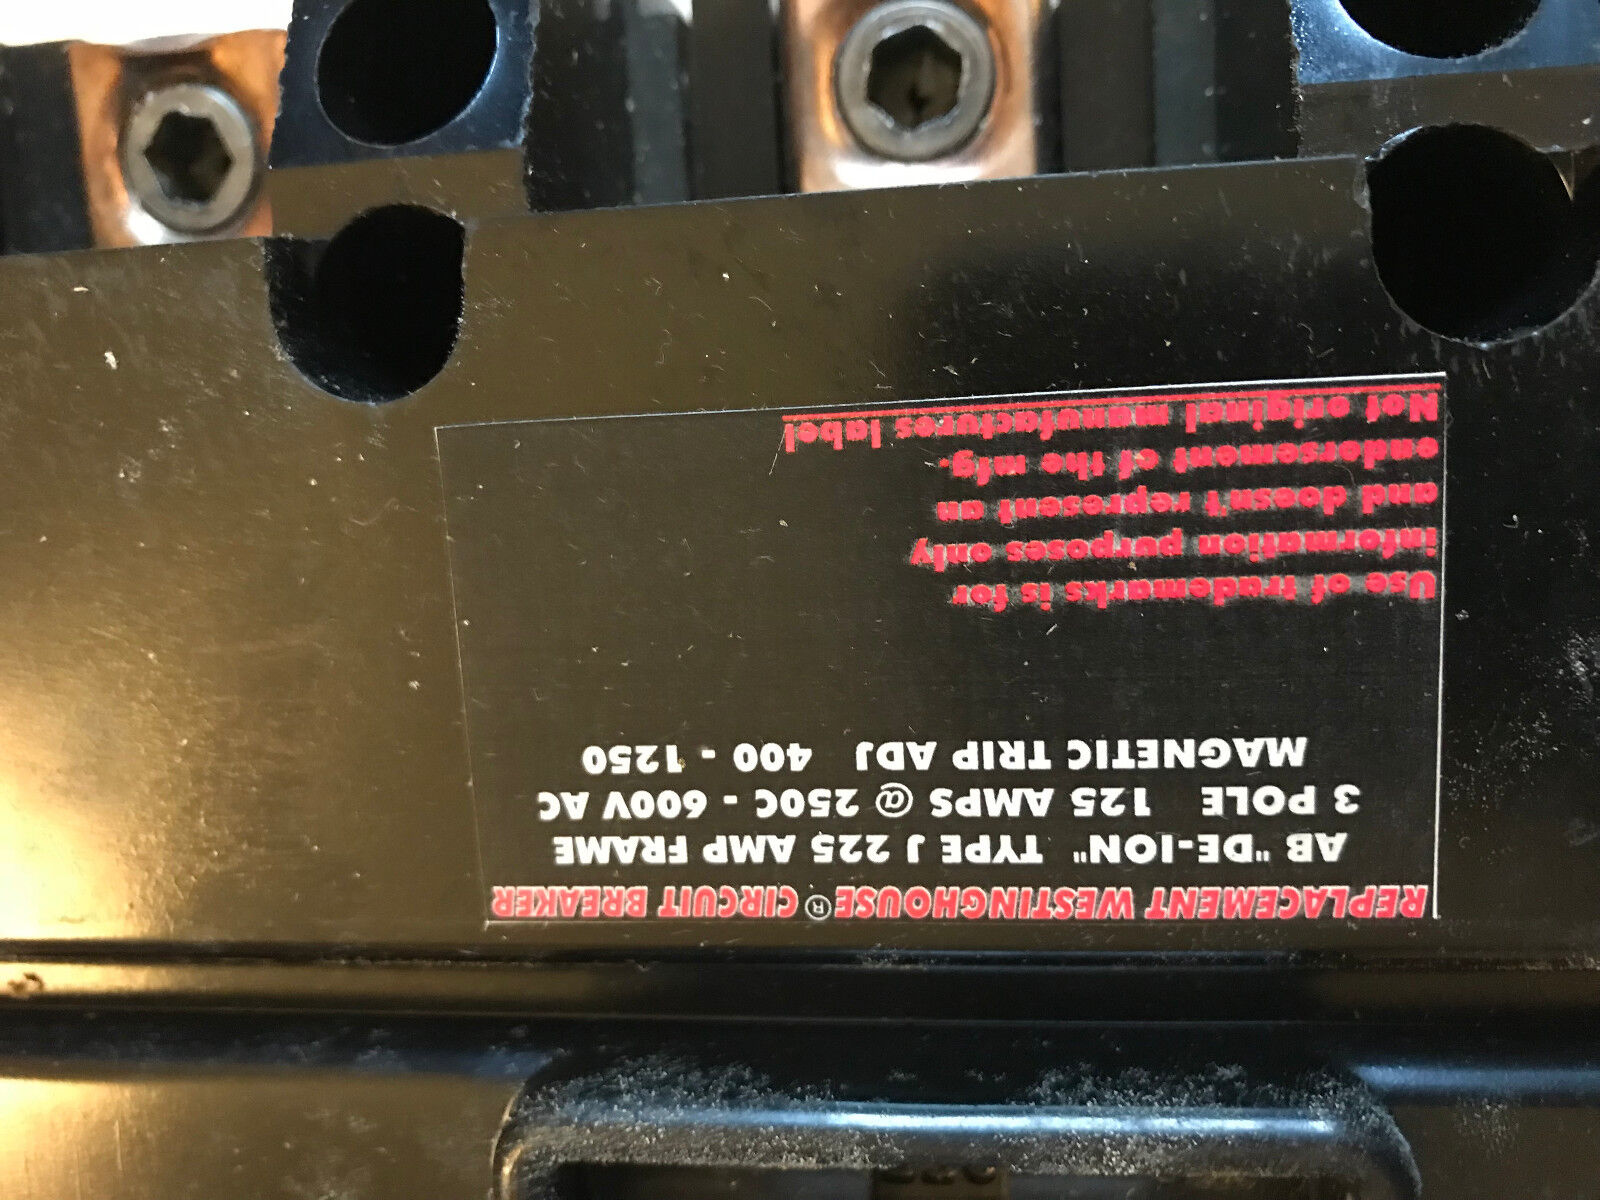 REPLACEMENT WESTINGHOUSE® CIRCUIT BREAKER
AB "DE-ION" TYPE J 225 AMP FRAME
3 POLE 125 AMPS @ 250C - 600V AC
MAGNETIC TRIP ADJ 400 - 1250
Use of trademarks is for
information purposes only
and doesn't represent an
endorsement of the mfg.
Not original manufactures label